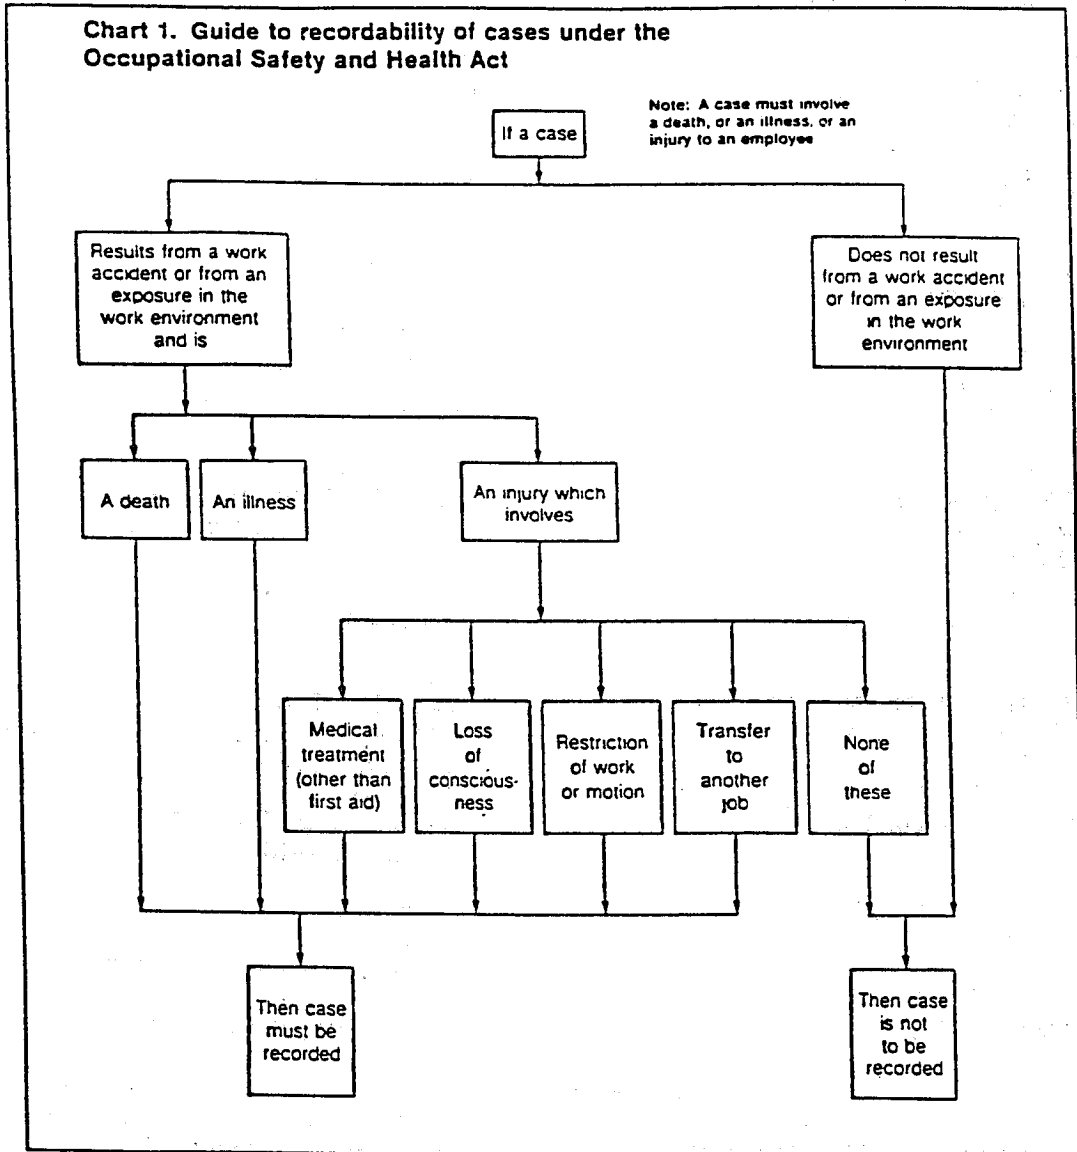 Chart 1. Guide to recordability of cases under the
Occupational Safety and Health Act
If a case
Note: A case must involve
a death, or an illness, or an
injury to an employee
Results from a work
accident or from an
exposure in the
work environment
and is
Does not result
from a work accident
or from an exposure
in the work
environment
A death
An illness
An injury which
involves
Medical
treatment
(other than
first aid)
Loss
of
conscious-
ness
Restriction
of work
or motion
Transfer
to
another
job
None
of
these
Then case
must be
recorded
Then case
is not
to be
recorded